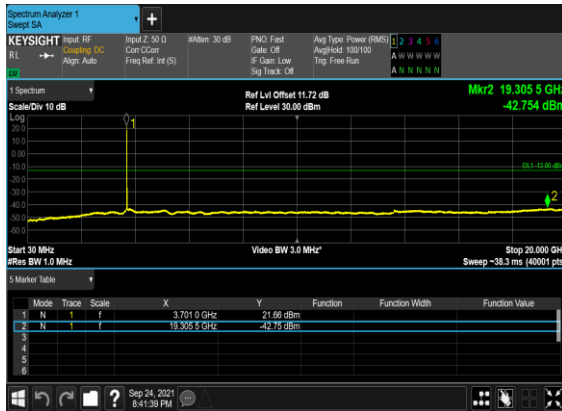 Spectrum Analyzer 1
Swept SA
+
KEYSIGHT Input: RF Input Z: 50 Ω #Atten: 30 dB PNO: Fast Avg Type: Power (RMS) 1 2 3 4 5 6
RL Coupling: DC Corr CCorr Gate: Off Avg|Hold: 100/100 A W W W W W
Align: Auto Freq Ref: Int (S) IF Gain: Low Trig: Free Run
Sig Track: Off A N N N N N
1 Spectrum
Ref Lvl Offset 11.72 dB Mkr2 19.305 5 GHz
Scale/Div 10 dB Ref Level 30.00 dBm -42.754 dBm
Log
1
20.0
10.0
0.00
-10.0 DL1 -13.00 dBm
-20.0
-30.0
-40.0 2
-50.0
-60.0
Start 30 MHz Video BW 3.0 MHz* Stop 20.000 GHz
#Res BW 1.0 MHz Sweep ~38.3 ms (40001 pts)
5 Marker Table
Mode Trace Scale X Y Function Function Width Function Value
1 N 1 f 3.701 0 GHz 21.66 dBm
2 N 1 f 19.305 5 GHz -42.75 dBm
3
4
5
6
? Sep 24, 2021
8:41:39 PM